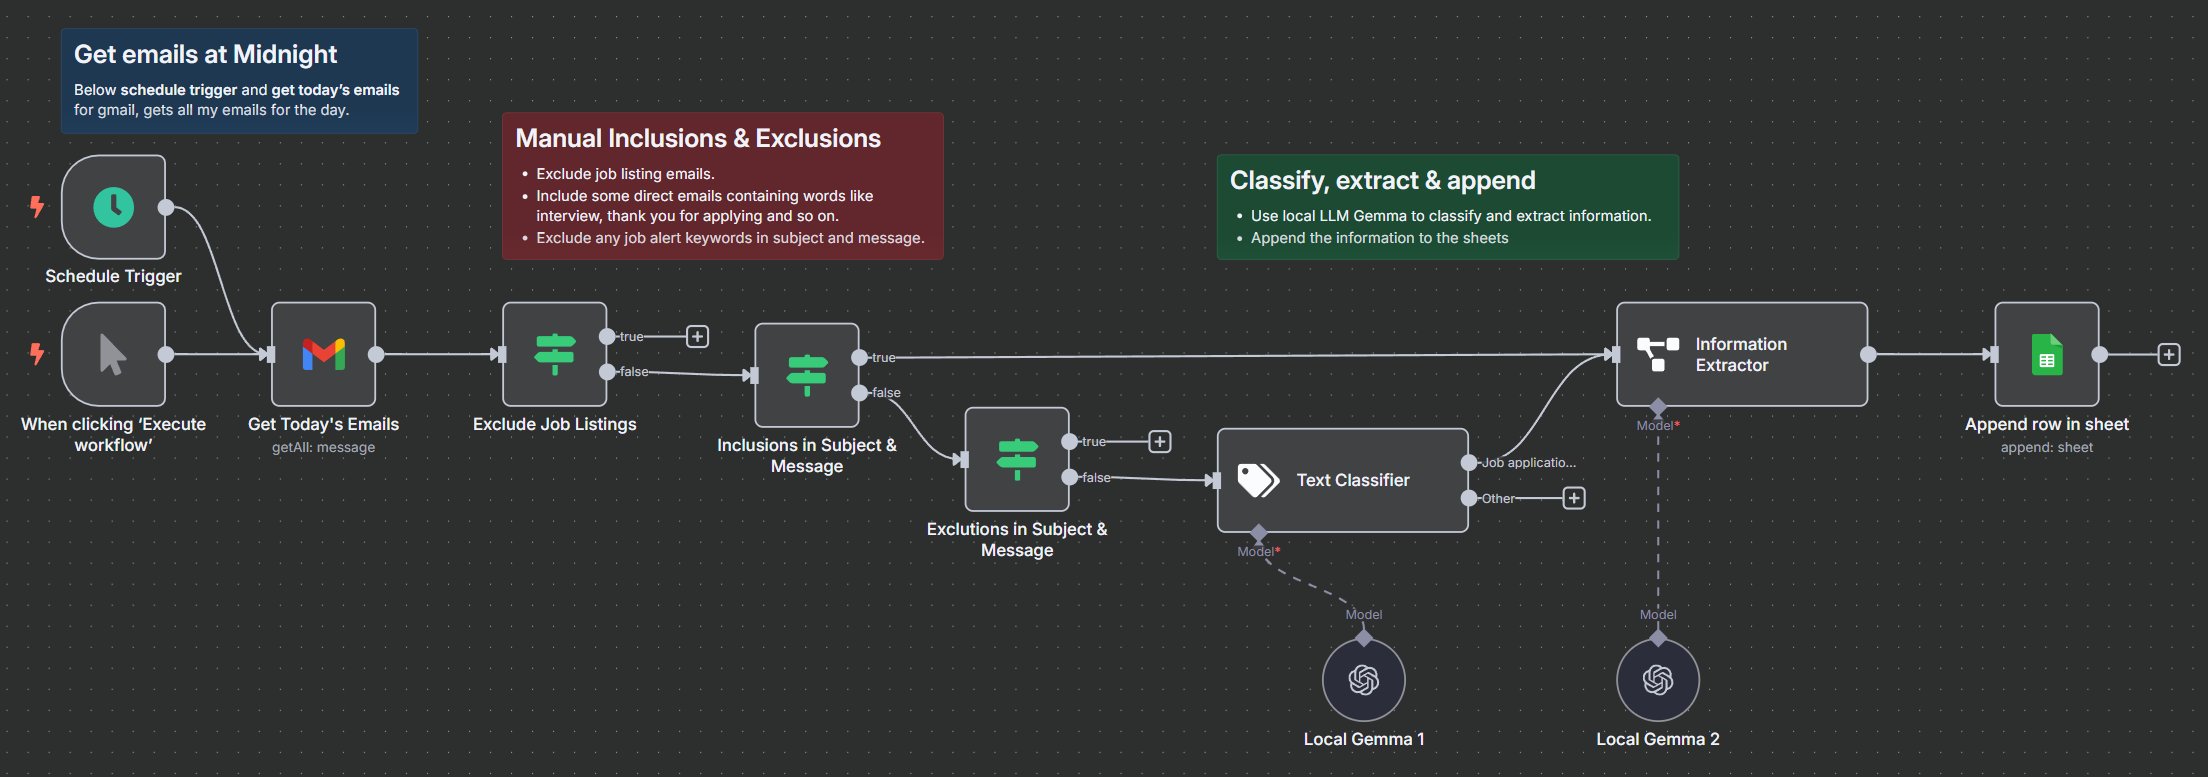 Get emails at Midnight
Below schedule trigger and get today's emails
for gmail, gets all my emails for the day.
Manual Inclusions & Exclusions
• Exclude job listing emails.
• Include some direct emails containing words like
interview, thank you for applying and so on.
• Exclude any job alert keywords in subject and message.
Classify, extract & append
• Use local LLM Gemma to classify and extract information.
• Append the information to the sheets
Schedule Trigger
When clicking ‘Execute
workflow’
Get Today's Emails
getAll: message
true
false
Exclude Job Listings
true
false
Inclusions in Subject &
Message
true
false
Exclutions in Subject &
Message
Text Classifier
Job applicatio...
Other
Model*
Model
Local Gemma 1
Information
Extractor
Model*
Model
Local Gemma 2
Append row in sheet
append: sheet